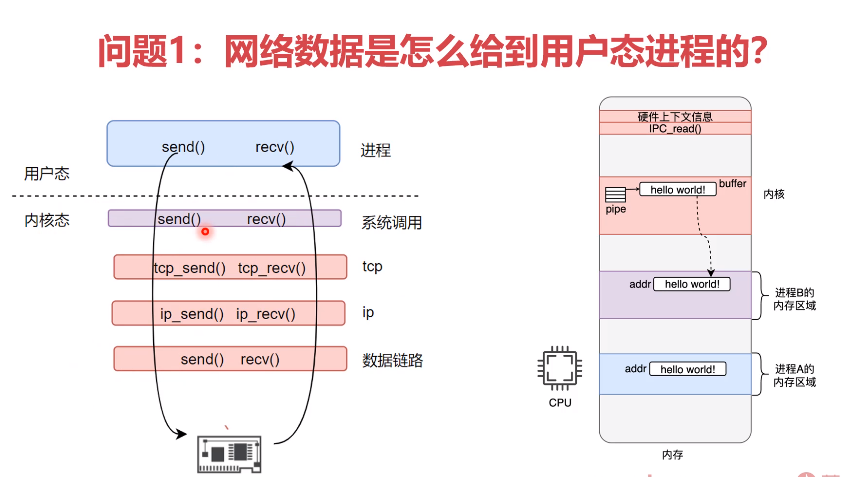 问题1：网络数据是怎么给到用户态进程的？
send() recv()
进程
用户态
内核态
send() recv()
系统调用
tcp_send() tcp_recv()
tcp
ip_send() ip_recv()
ip
send() recv()
数据链路
硬件上下文信息
IPC_read()
hello world!
buffer
pipe
内核
addr
hello world!
进程B的
内存区域
addr
hello world!
进程A的
内存区域
CPU
内存